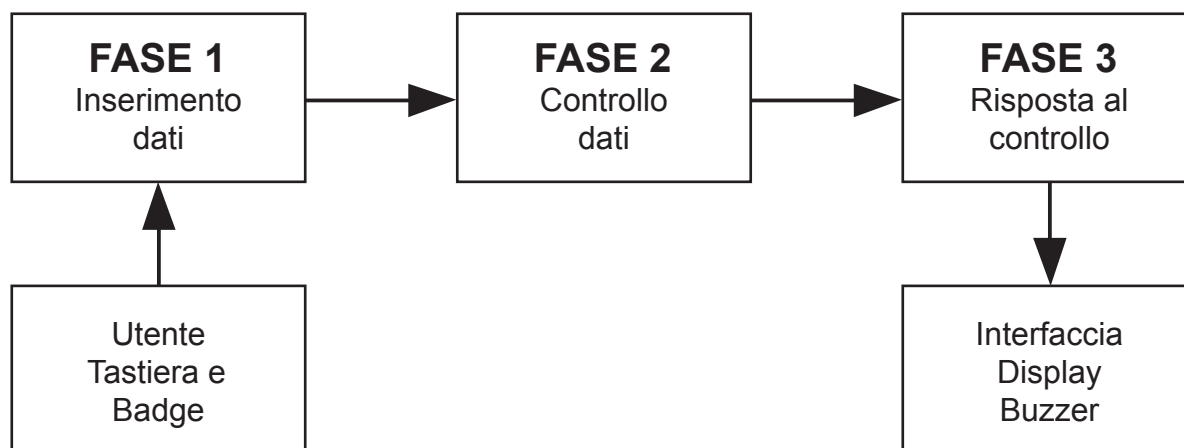 FASE 1
Inserimento
dati
FASE 2
Controllo
dati
FASE 3
Risposta al
controllo
Utente
Tastiera e
Badge
Interfaccia
Display
Buzzer